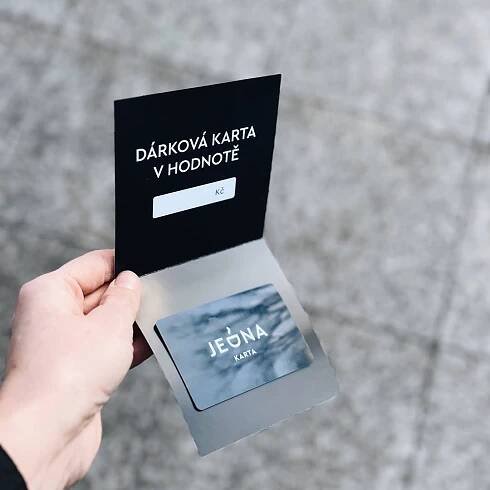 DÁRKOVÁ KARTA
V HODNOTĚ
Kč
JEDNA
KARTA